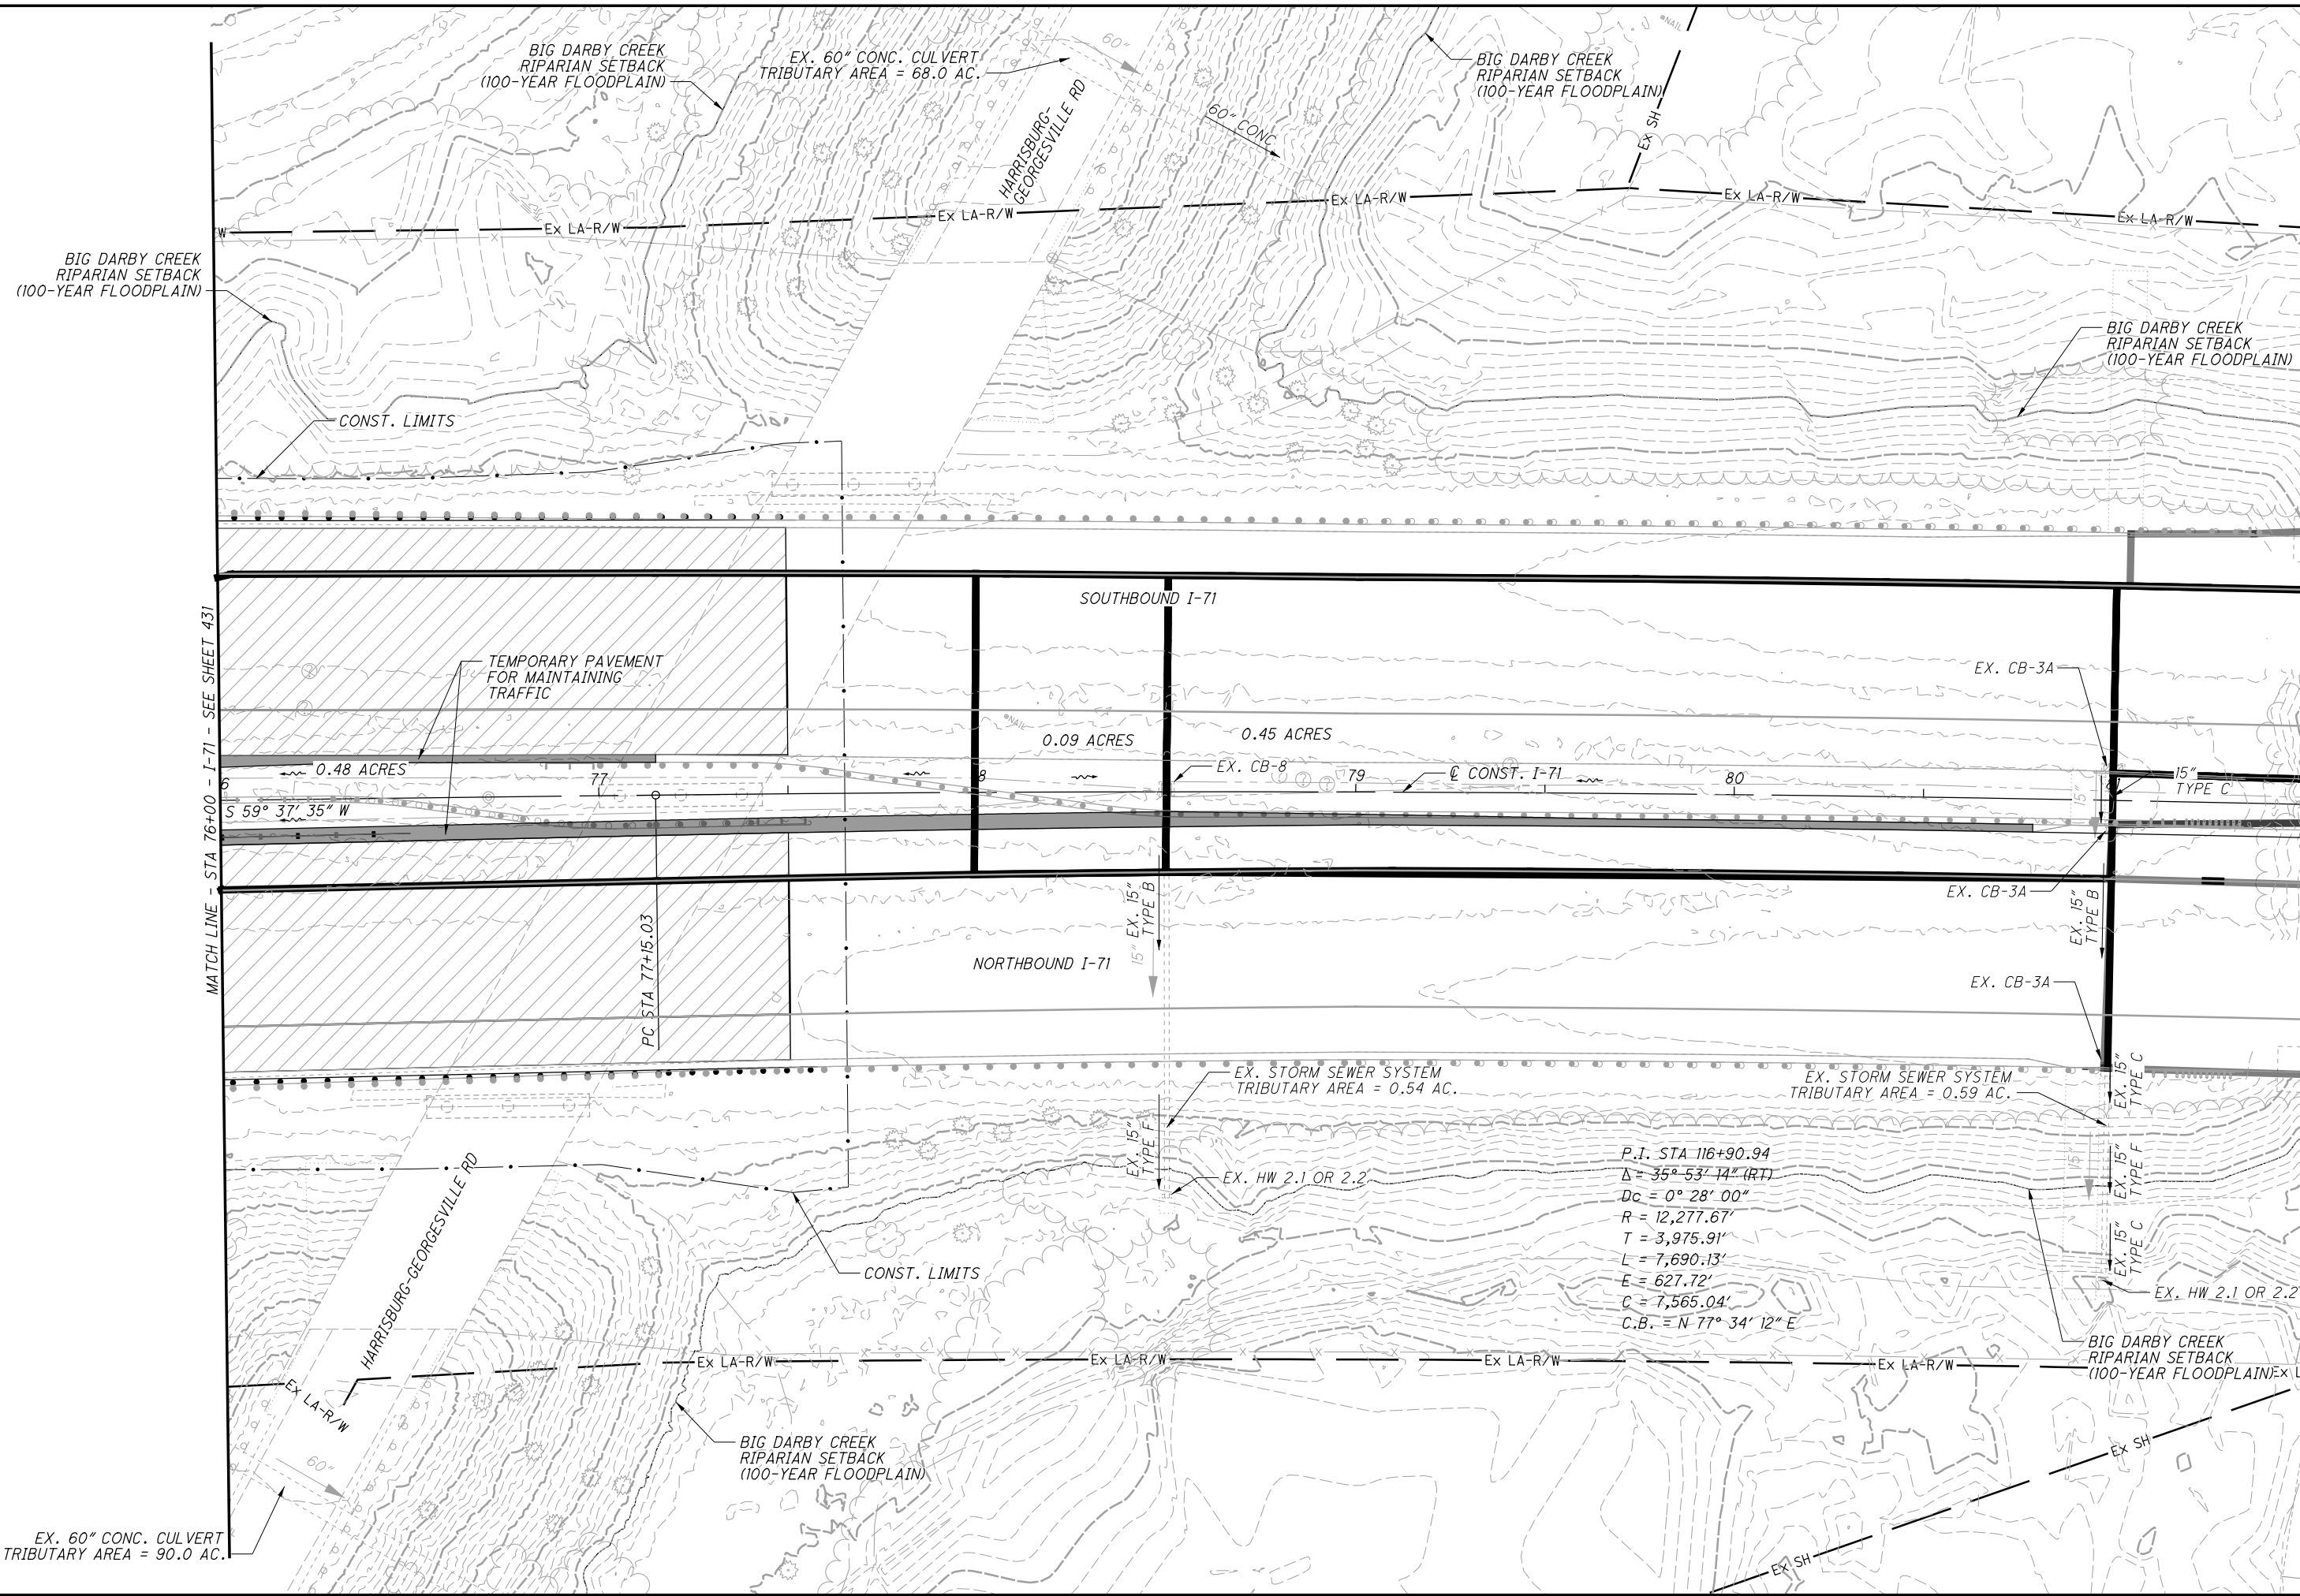 BIG DARBY CREEK
RIPARIAN SETBACK
(100-YEAR FLOODPLAIN)
EX. 60" CONC. CULVERT
TRIBUTARY AREA = 68.0 AC.
60"
HARRISBURG-
GEORGESVILLE RD
60" CONC
BIG DARBY CREEK
RIPARIAN SETBACK
(100-YEAR FLOODPLAIN)
NAIL
Ex SH
W
Ex LA-R/W
Ex LA-R/W
Ex LA-R/W
Ex LA-R/W
Ex LA-R/W
BIG DARBY CREEK
RIPARIAN SETBACK
(100-YEAR FLOODPLAIN)
BIG DARBY CREEK
RIPARIAN SETBACK
(100-YEAR FLOODPLAIN)
CONST. LIMITS
MATCH LINE - STA 76+00 - I-71 - SEE SHEET 431
SOUTHBOUND I-71
TEMPORARY PAVEMENT
FOR MAINTAINING
TRAFFIC
NAIL
0.09 ACRES
0.45 ACRES
EX. CB-3A
0.48 ACRES
EX. CB-8
6
77
8
79
℄ CONST. I-71
80
15"
TYPE C
15"
S 59° 37' 35" W
EX. CB-3A
PC STA 77+15.03
EX. 15"
TYPE B
15"
EX. 15"
TYPE B
NORTHBOUND I-71
EX. CB-3A
EX. STORM SEWER SYSTEM
TRIBUTARY AREA = 0.54 AC.
EX. STORM SEWER SYSTEM
TRIBUTARY AREA = 0.59 AC.
EX. 15"
TYPE C
EX. 15"
TYPE F
15"
EX. 15"
TYPE F
EX. 15"
TYPE C
EX. HW 2.1 OR 2.2
P.I. STA 116+90.94
Δ = 35° 53' 14" (RT)
Dc = 0° 28' 00"
R = 12,277.67'
T = 3,975.91'
L = 7,690.13'
E = 627.72'
C = 7,565.04'
C.B. = N 77° 34' 12" E
HARRISBURG-GEORGESVILLE RD
CONST. LIMITS
EX. HW 2.1 OR 2.2
BIG DARBY CREEK
RIPARIAN SETBACK
(100-YEAR FLOODPLAIN)
Ex LA-R/W
Ex LA-R/W
Ex LA-R/W
Ex LA-R/W
Ex LA-R/W
Ex L
BIG DARBY CREEK
RIPARIAN SETBACK
(100-YEAR FLOODPLAIN)
60"
Ex SH
Ex SH
EX. 60" CONC. CULVERT
TRIBUTARY AREA = 90.0 AC.